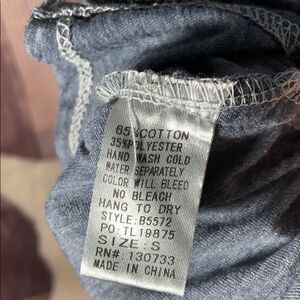 65%COTTON
35%POLYESTER
HAND WASH COLD
WATER SEPARATELY
COLOR WILL BLEED
NO BLEACH
HANG TO DRY
STYLE: B5572
PO: TL19875
SIZE: S
RN#: 130733
MADE IN CHINA